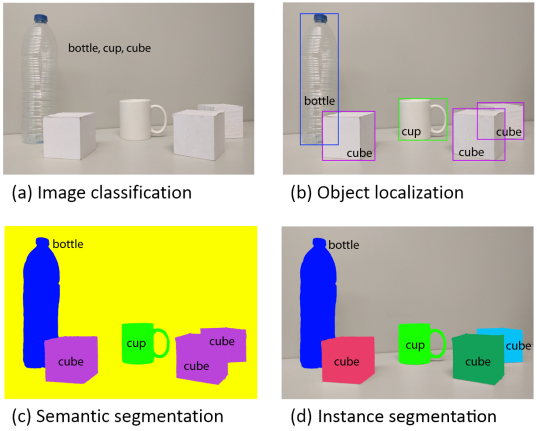 bottle, cup, cube
(a) Image classification
bottle
cup
cube
cube
cube
(b) Object localization
bottle
cube
cup
cube
cube
(c) Semantic segmentation
bottle
cube
cup
cube
cube
(d) Instance segmentation